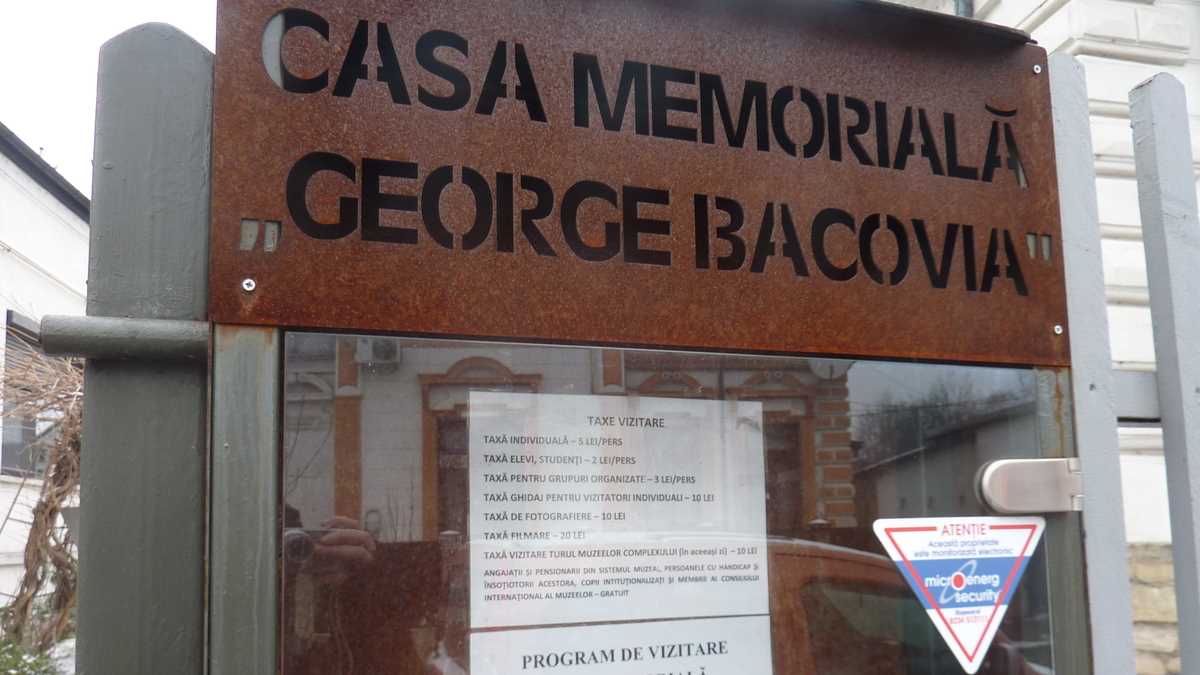 CASA MEMORIALĂ
„GEORGE BACOVIA"
TAXE VIZITARE
TAXĂ INDIVIDUALĂ – 5 LEI/PERS
TAXĂ ELEVI, STUDENȚI – 2 LEI/PERS
TAXĂ PENTRU GRUPURI ORGANIZATE – 3 LEI/PERS
TAXĂ GHIDAJ PENTRU VIZITATORI INDIVIDUALI – 10 LEI
TAXĂ DE FOTOGRAFIERE – 10 LEI
TAXĂ FILMARE – 20 LEI
TAXĂ VIZITARE TURUL MUZEELOR COMPLEXULUI (în aceeași zi) – 10 LEI
ANGAJAȚII ȘI PENSIONARII DIN SISTEMUL MUZEAL, PERSOANELE CU HANDICAP ȘI
ÎNSOȚITORII ACESTORA, COPII INTITUȚIONALIZAȚI ȘI MEMBRII AI CONSILIULUI
INTERNAȚIONAL AL MUZEELOR – GRATUIT
PROGRAM DE VIZITARE
ATENȚIE
Această proprietate
este monitorizată electronic
microenerg
security